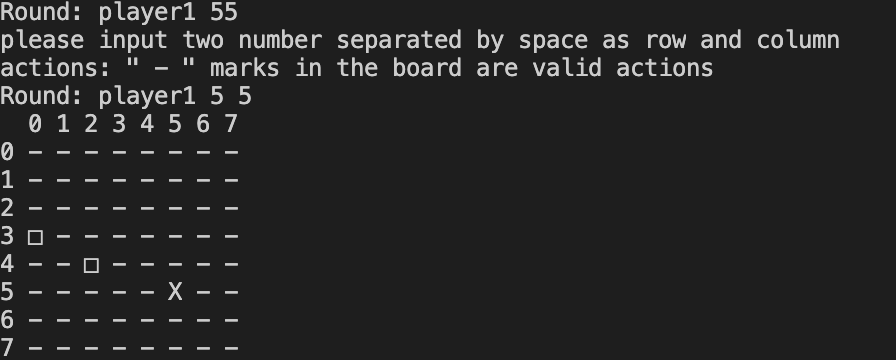 Round: player1 55
please input two number separated by space as row and column
actions: " - " marks in the board are valid actions
Round: player1 5 5
  0 1 2 3 4 5 6 7
0 - - - - - - - -
1 - - - - - - - -
2 - - - - - - - -
3 □ - - - - - - -
4 - - □ - - - - -
5 - - - - - X - -
6 - - - - - - - -
7 - - - - - - - -